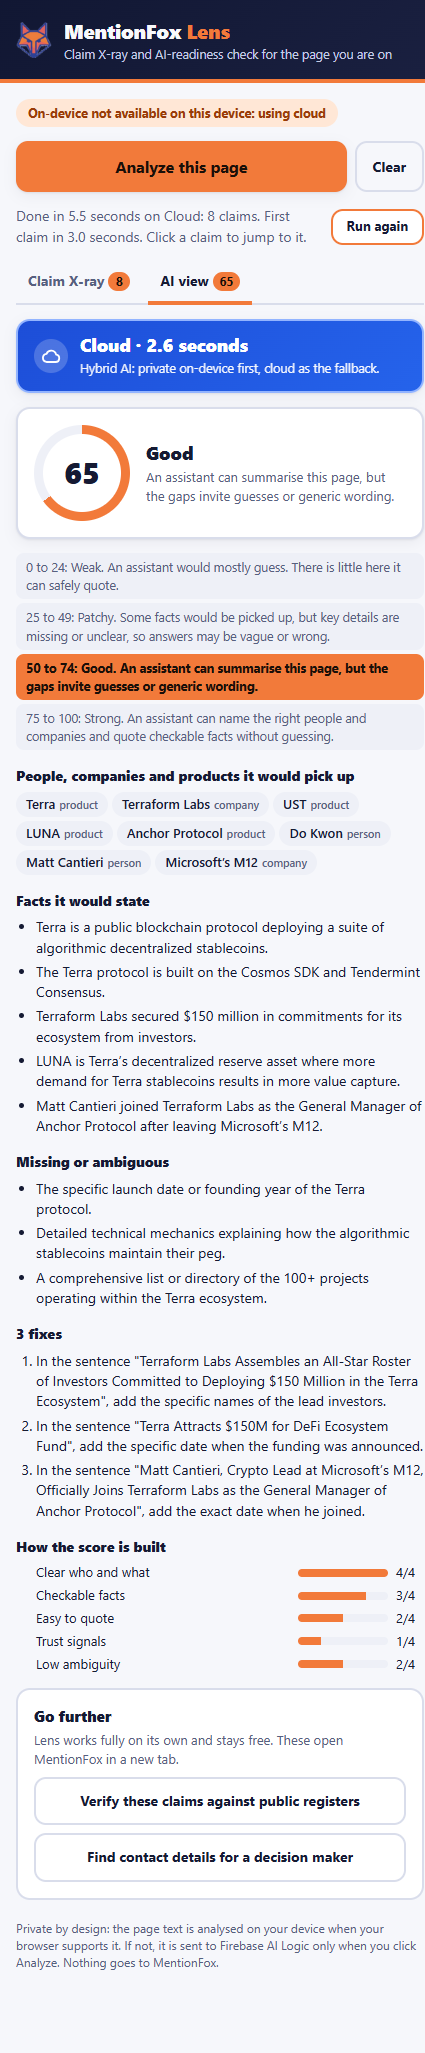 MentionFox Lens
Claim X-ray and AI-readiness check for the page you are on
On-device not available on this device: using cloud
Analyze this page
Clear
Done in 5.5 seconds on Cloud: 8 claims. First
claim in 3.0 seconds. Click a claim to jump to it.
Run again
Claim X-ray 8
AI view 65
Cloud · 2.6 seconds
Hybrid AI: private on-device first, cloud as the fallback.
65
Good
An assistant can summarise this page, but
the gaps invite guesses or generic wording.
0 to 24: Weak. An assistant would mostly guess. There is little here it
can safely quote.
25 to 49: Patchy. Some facts would be picked up, but key details are
missing or unclear, so answers may be vague or wrong.
50 to 74: Good. An assistant can summarise this page, but the
gaps invite guesses or generic wording.
75 to 100: Strong. An assistant can name the right people and
companies and quote checkable facts without guessing.
People, companies and products it would pick up
Terra product Terraform Labs company UST product
LUNA product Anchor Protocol product Do Kwon person
Matt Cantieri person Microsoft's M12 company
Facts it would state
• Terra is a public blockchain protocol deploying a suite of
algorithmic decentralized stablecoins.
• The Terra protocol is built on the Cosmos SDK and Tendermint
Consensus.
• Terraform Labs secured $150 million in commitments for its
ecosystem from investors.
• LUNA is Terra's decentralized reserve asset where more
demand for Terra stablecoins results in more value capture.
• Matt Cantieri joined Terraform Labs as the General Manager of
Anchor Protocol after leaving Microsoft's M12.
Missing or ambiguous
• The specific launch date or founding year of the Terra
protocol.
• Detailed technical mechanics explaining how the algorithmic
stablecoins maintain their peg.
• A comprehensive list or directory of the 100+ projects
operating within the Terra ecosystem.
3 fixes
1. In the sentence "Terraform Labs Assembles an All-Star Roster
of Investors Committed to Deploying $150 Million in the Terra
Ecosystem", add the specific names of the lead investors.
2. In the sentence "Terra Attracts $150M for DeFi Ecosystem
Fund", add the specific date when the funding was announced.
3. In the sentence "Matt Cantieri, Crypto Lead at Microsoft's M12,
Officially Joins Terraform Labs as the General Manager of
Anchor Protocol", add the exact date when he joined.
How the score is built
Clear who and what 4/4
Checkable facts 3/4
Easy to quote 2/4
Trust signals 1/4
Low ambiguity 2/4
Go further
Lens works fully on its own and stays free. These open
MentionFox in a new tab.
Verify these claims against public registers
Find contact details for a decision maker
Private by design: the page text is analysed on your device when your
browser supports it. If not, it is sent to Firebase AI Logic only when you click
Analyze. Nothing goes to MentionFox.